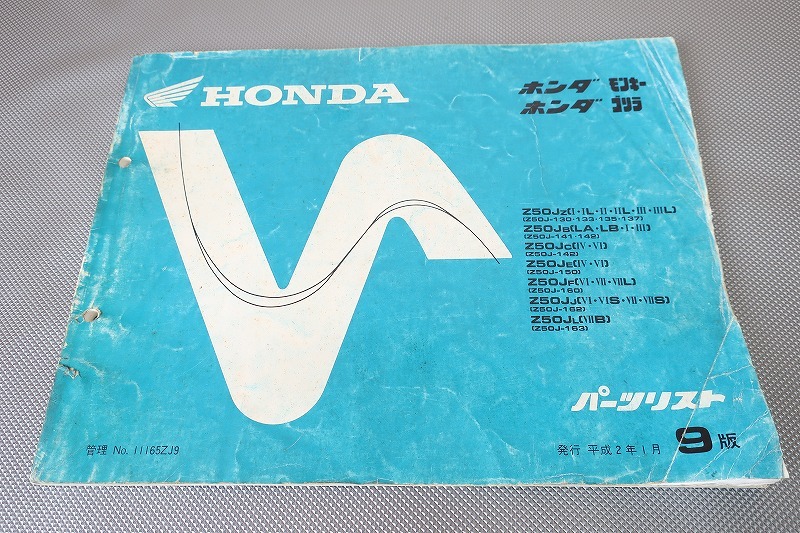 HONDA
ホンダ モンキー
ホンダ ゴリラ
Z50JZ(I・IL・II・IIL・III・IIIL)
(Z50J-130・133・135・137)
Z50JB(LA・LB・I・III)
(Z50J-141・142)
Z50JC(IV・VI)
(Z50J-142)
Z50JE(IV・VI)
(Z50J-150)
Z50JF(VI・VII・VIIL)
(Z50J-160)
Z50JJ(VI・VIS・VII・VIIS)
(Z50J-162)
Z50JL(VIIB)
(Z50J-163)
パーツリスト
管理 No. 11165ZJ9
発行 平成2年1月 9版